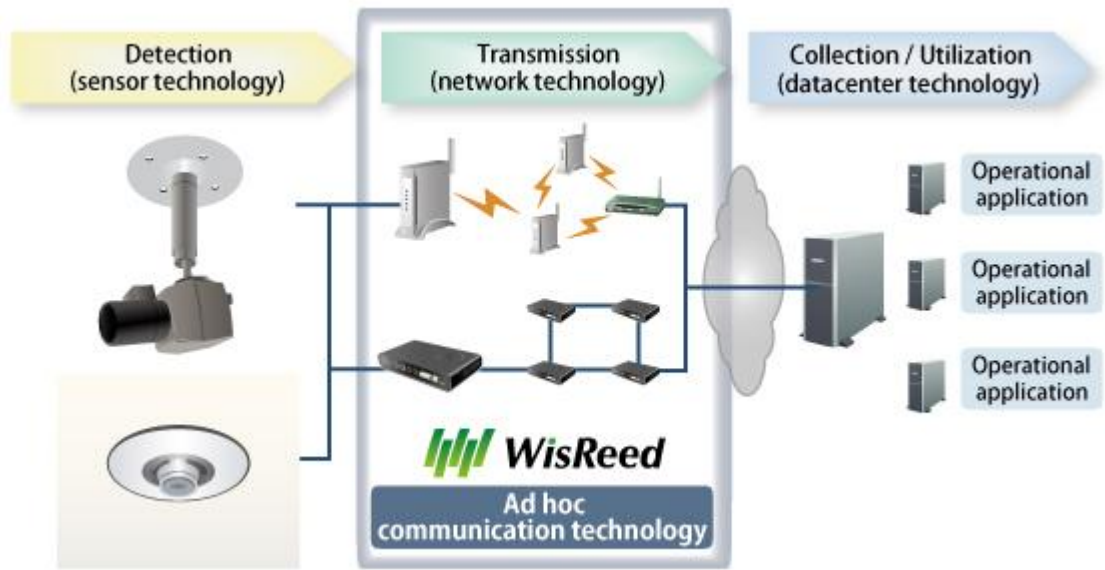 Detection
(sensor technology)
Transmission
(network technology)
Collection / Utilization
(datacenter technology)
Operational
application
Operational
application
Operational
application
WisReed
Ad hoc
communication technology